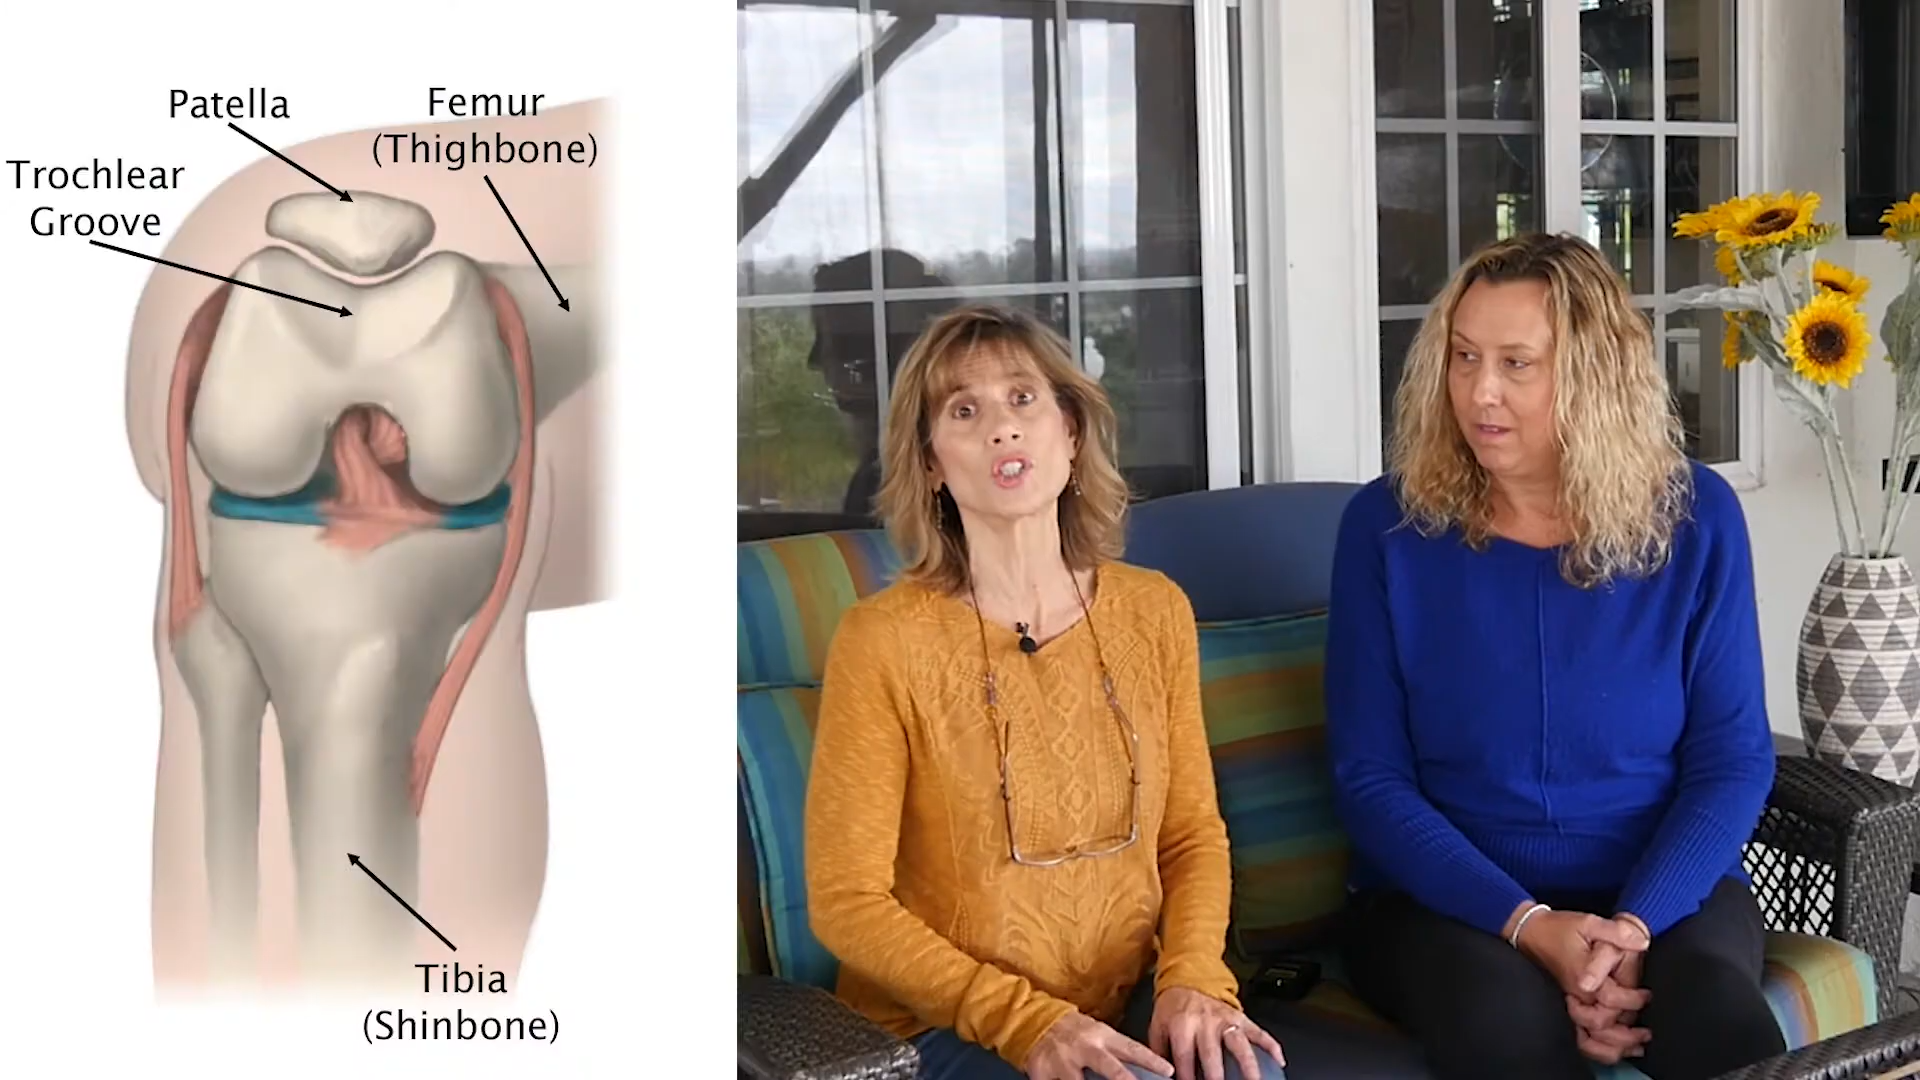 Patella
Femur
(Thighbone)
Trochlear
Groove
Tibia
(Shinbone)